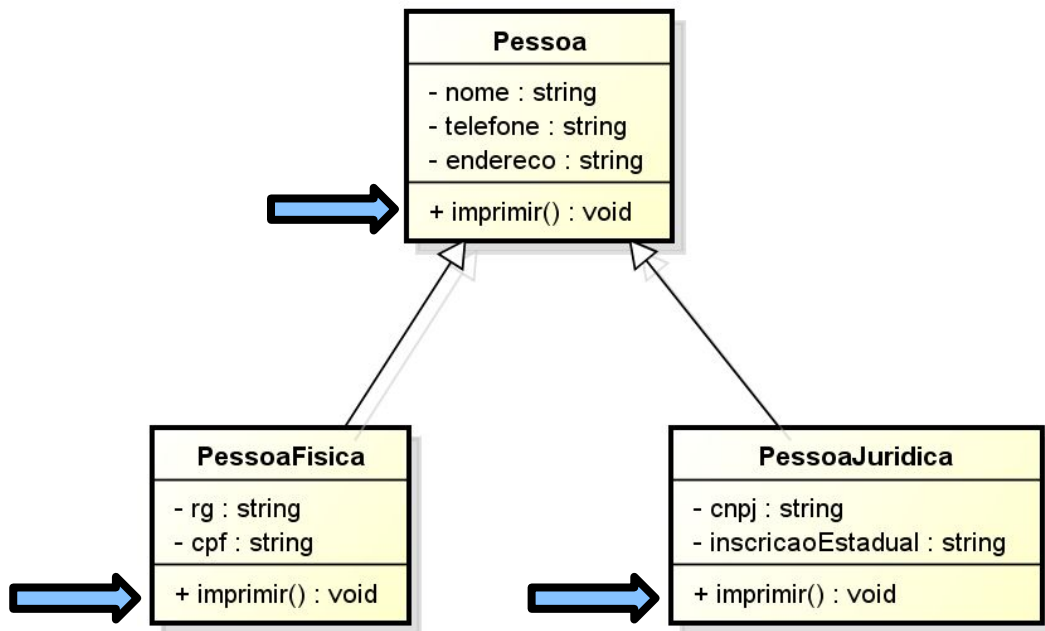 Pessoa
- nome : string
- telefone : string
- endereco : string
+ imprimir() : void
PessoaFisica
- rg : string
- cpf : string
+ imprimir() : void
PessoaJuridica
- cnpj : string
- inscricaoEstadual : string
+ imprimir() : void